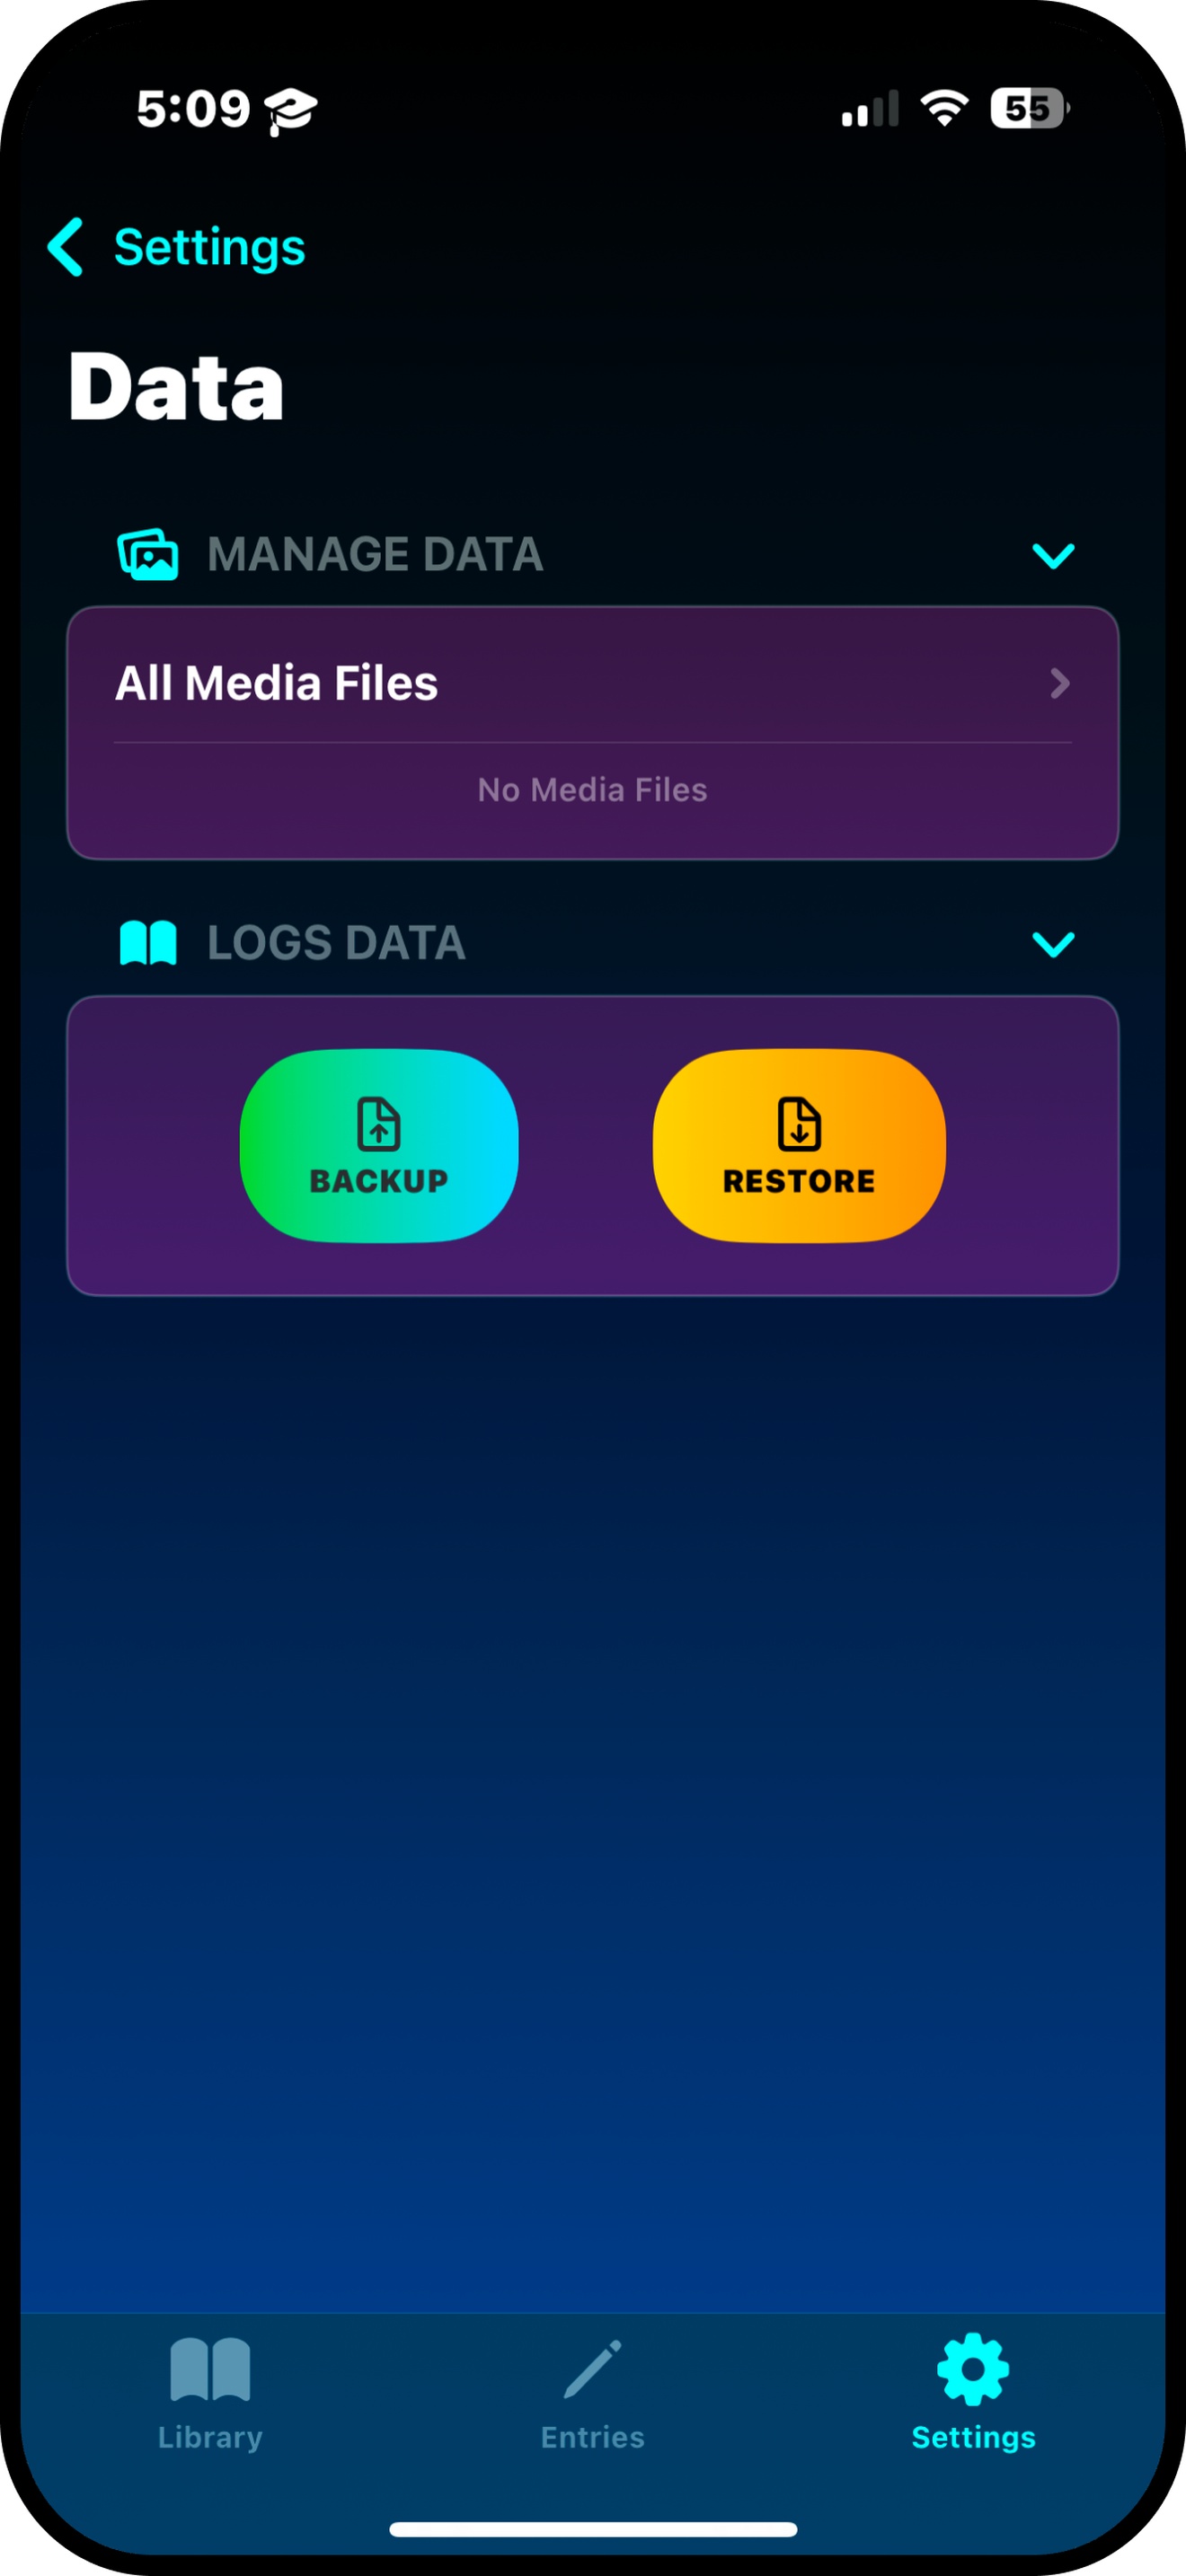 5:09
55
Settings
Data
MANAGE DATA
All Media Files
No Media Files
LOGS DATA
BACKUP
RESTORE
Library
Entries
Settings